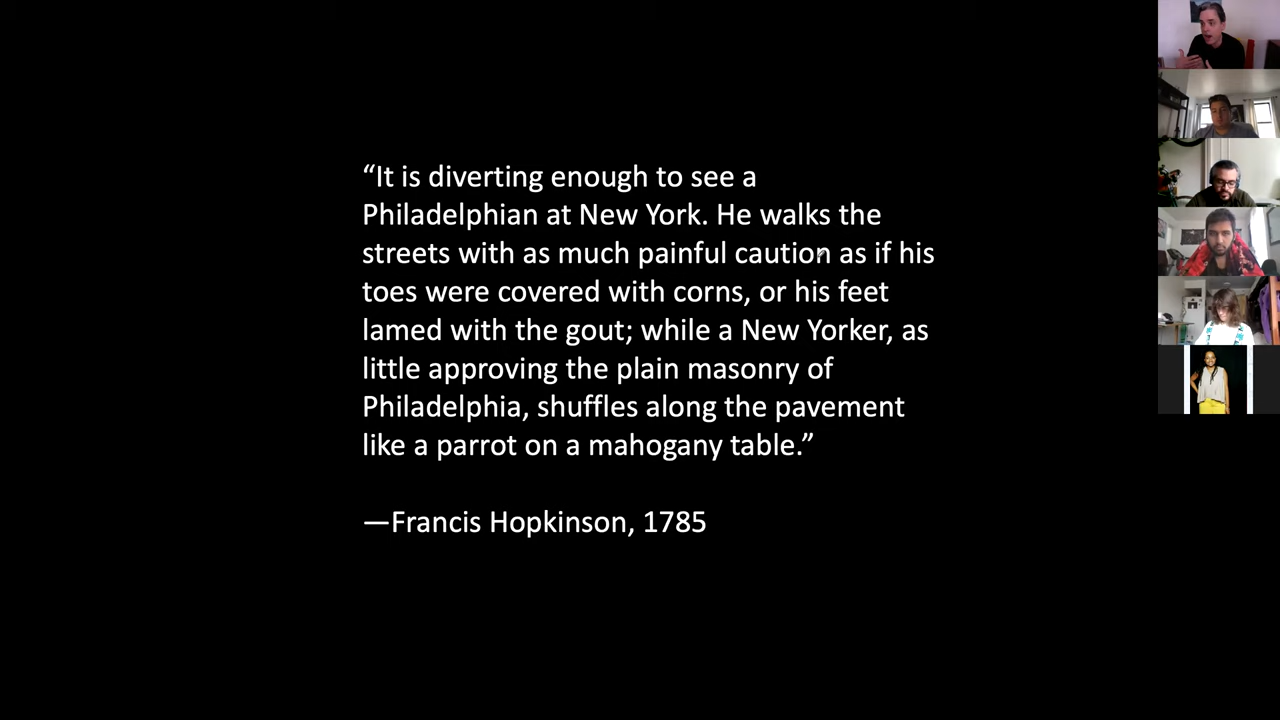 “It is diverting enough to see a
Philadelphian at New York. He walks the
streets with as much painful caution as if his
toes were covered with corns, or his feet
lamed with the gout; while a New Yorker, as
little approving the plain masonry of
Philadelphia, shuffles along the pavement
like a parrot on a mahogany table.”
—Francis Hopkinson, 1785